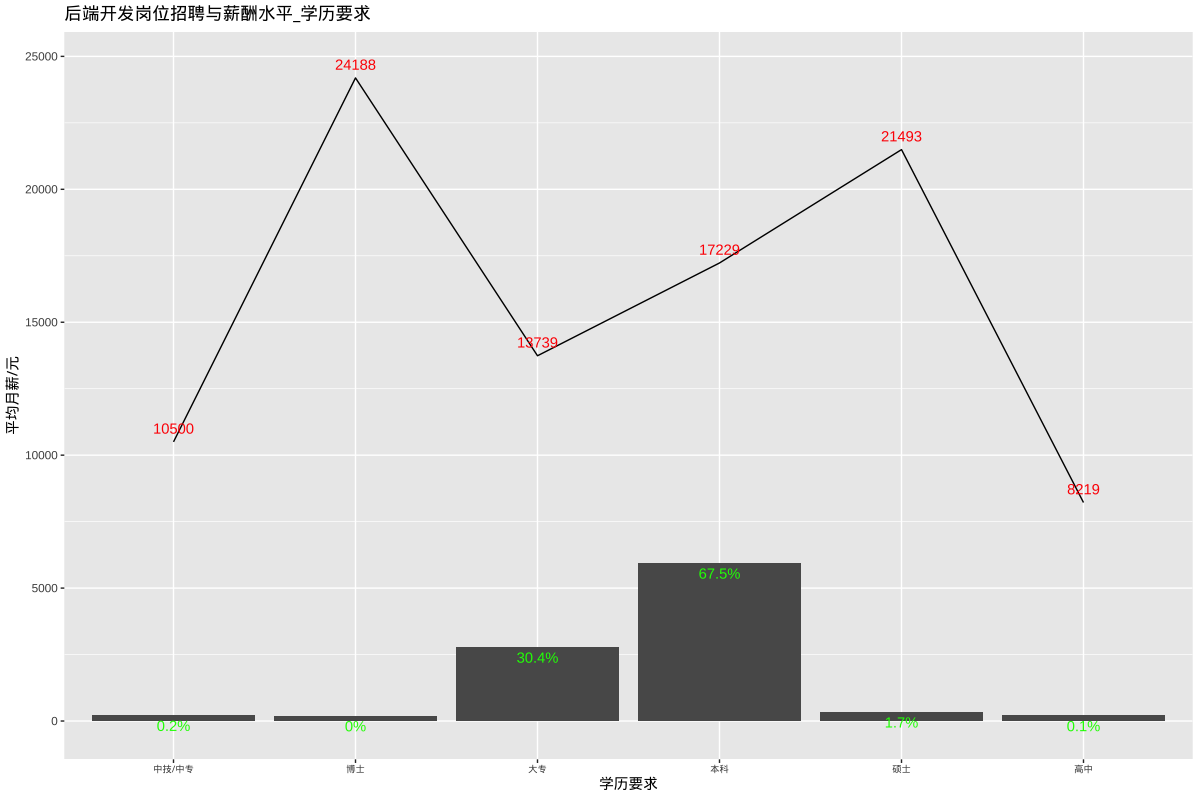 后端开发岗位招聘与薪酬水平_学历要求
平均月薪/元
25000
20000
15000
10000
5000
0
24188
21493
17229
13739
10500
8219
67.5%
30.4%
0.2%
0%
1.7%
0.1%
中技/中专
博士
大专
本科
硕士
高中
学历要求